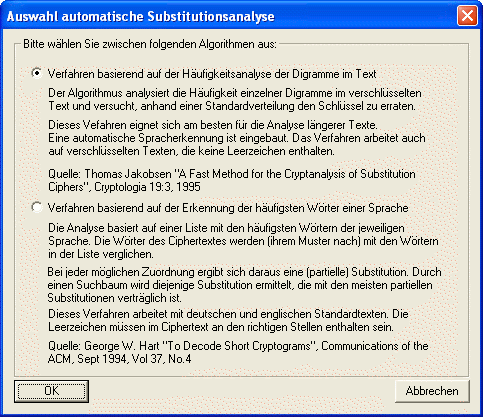 Auswahl automatische Substitutionsanalyse
Bitte wählen Sie zwischen folgenden Algorithmen aus:
Verfahren basierend auf der Häufigkeitsanalyse der Digramme im Text
Der Algorithmus analysiert die Häufigkeit einzelner Digramme im verschlüsselten
Text und versucht, anhand einer Standardverteilung den Schlüssel zu erraten.
Dieses Vefahren eignet sich am besten für die Analyse längerer Texte.
Eine automatische Spracherkennung ist eingebaut. Das Verfahren arbeitet auch
auf verschlüsselten Texten, die keine Leerzeichen enthalten.
Quelle: Thomas Jakobsen "A Fast Method for the Cryptanalysis of Substitution
Ciphers", Cryptologia 19:3, 1995
Verfahren basierend auf der Erkennung der häufigsten Wörter einer Sprache
Die Analyse basiert auf einer Liste mit den häufigsten Wörtern der jeweiligen
Sprache. Die Wörter des Ciphertextes werden (ihrem Muster nach) mit den Wörtern
in der Liste verglichen.
Bei jeder möglichen Zuordnung ergibt sich daraus eine (partielle) Substitution. Durch
einen Suchbaum wird diejenige Substitution ermittelt, die mit den meisten partiellen
Substitutionen verträglich ist.
Dieses Verfahren arbeitet mit deutschen und englischen Standardtexten. Die
Leerzeichen müssen im Ciphertext an den richtigen Stellen enthalten sein.
Quelle: George W. Hart "To Decode Short Cryptograms", Communications of the
ACM, Sept 1994, Vol 37, No.4
OK
Abbrechen